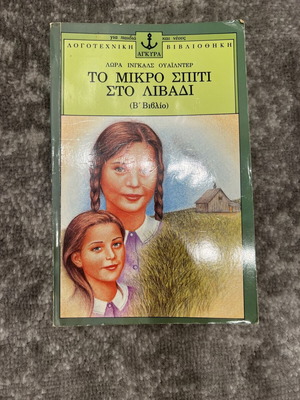 για παιδιά και νέους
ΛΟΓΟΤΕΧΝΙΚΗ ΒΙΒΛΙΟΘΗΚΗ
ΑΓΚΥΡΑ
ΛΩΡΑ ΙΝΓΚΑΛΣ ΟΥΑΪΛΝΤΕΡ
ΤΟ ΜΙΚΡΟ ΣΠΙΤΙ
ΣΤΟ ΛΙΒΑΔΙ
(Β΄ Βιβλίο)